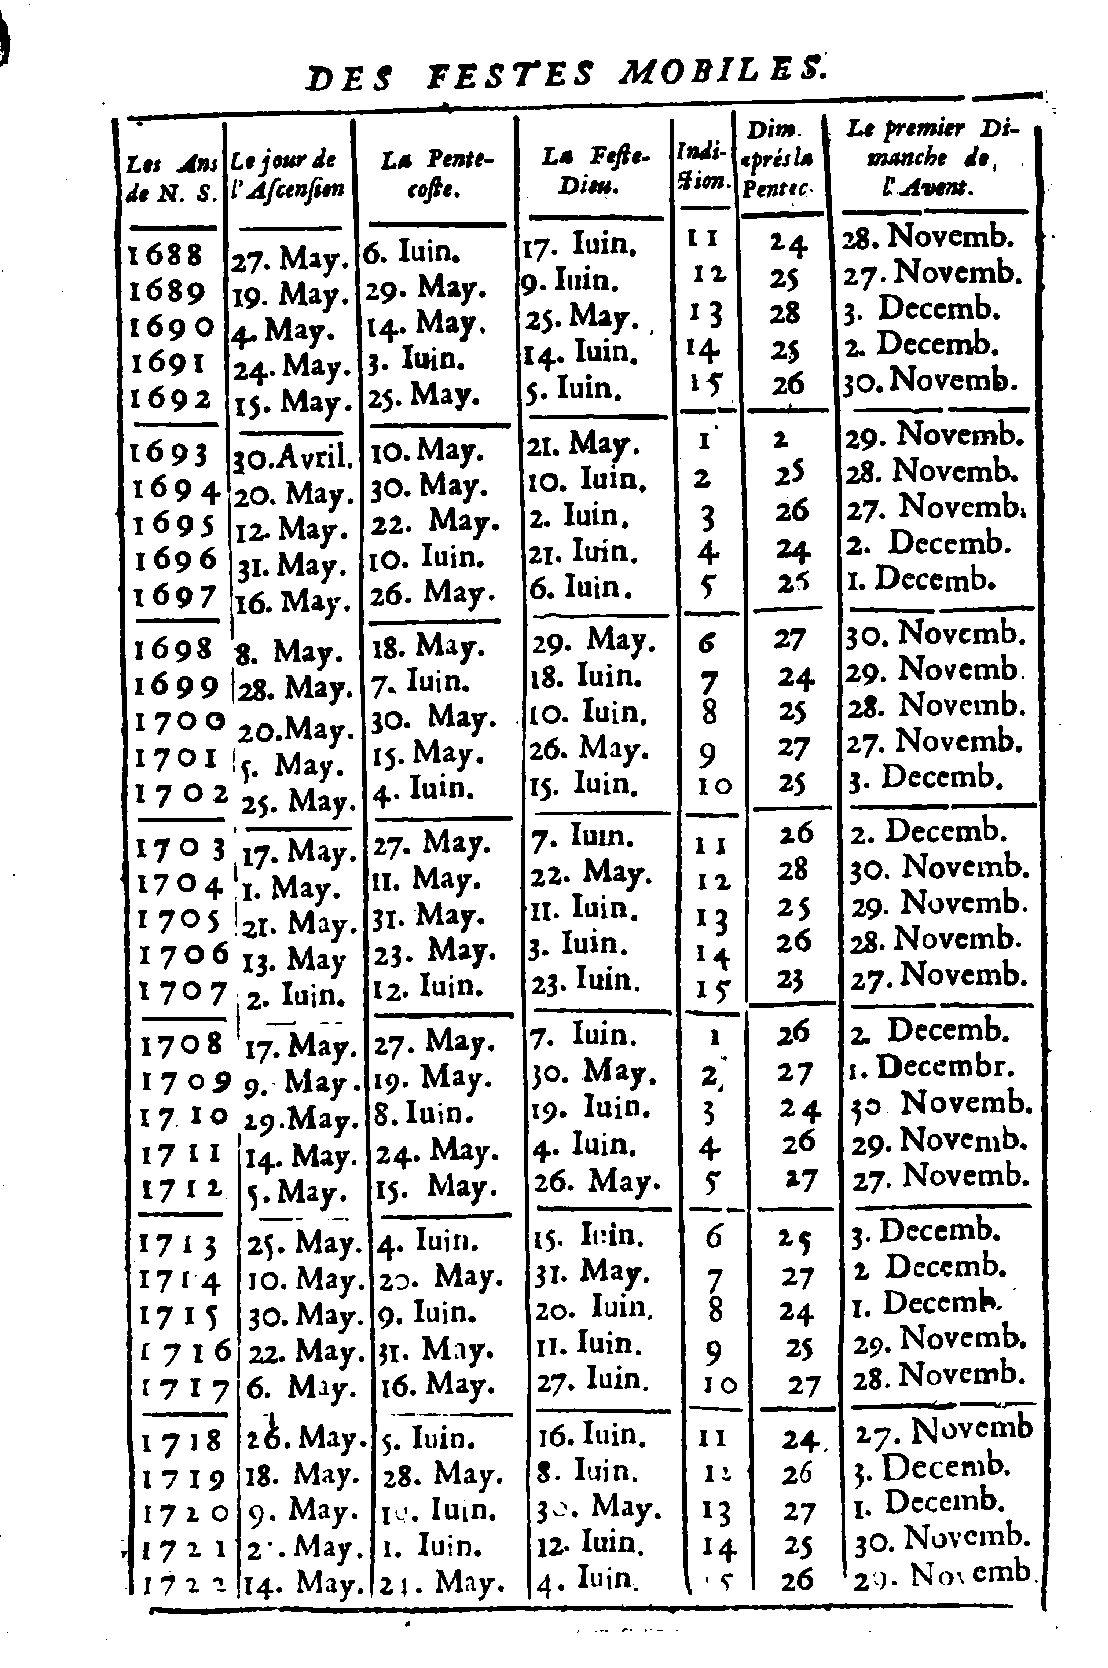 DES FESTES MOBILES.
Les Ans de N. S. | Le jour de l'Ascension | La Pentecoste. | La Feste-Dieu. | Indiction. | Dim. après la Pentec. | Le premier Dimanche de l'Avent.
1688 27. May. 6. Iuin. 17. Iuin. 11 24 28. Novemb.
1689 19. May. 29. May. 9. Iuin. 12 25 27. Novemb.
1690 4. May. 14. May. 25. May. 13 28 3. Decemb.
1691 24. May. 3. Iuin. 14. Iuin. 14 25 2. Decemb.
1692 15. May. 25. May. 5. Iuin. 15 26 30. Novemb.
1693 30. Avril. 10. May. 21. May. 1 2 29. Novemb.
1694 20. May. 30. May. 10. Iuin. 2 25 28. Novemb.
1695 12. May. 22. May. 2. Iuin. 3 26 27. Novemb.
1696 31. May. 10. Iuin. 21. Iuin. 4 24 2. Decemb.
1697 16. May. 26. May. 6. Iuin. 5 25 1. Decemb.
1698 8. May. 18. May. 29. May. 6 27 30. Novemb.
1699 28. May. 7. Iuin. 18. Iuin. 7 24 29. Novemb.
1700 20. May. 30. May. 10. Iuin. 8 25 28. Novemb.
1701 5. May. 15. May. 26. May. 9 27 27. Novemb.
1702 25. May. 4. Iuin. 15. Iuin. 10 25 3. Decemb.
1703 17. May. 27. May. 7. Iuin. 11 26 2. Decemb.
1704 1. May. 11. May. 22. May. 12 28 30. Novemb.
1705 21. May. 31. May. 11. Iuin. 13 25 29. Novemb.
1706 13. May 23. May. 3. Iuin. 14 26 28. Novemb.
1707 2. Iuin. 12. Iuin. 23. Iuin. 15 23 27. Novemb.
1708 17. May. 27. May. 7. Iuin. 1 26 2. Decemb.
1709 9. May. 19. May. 30. May. 2 27 1. Decembr.
1710 29. May. 8. Iuin. 19. Iuin. 3 24 30 Novemb.
1711 14. May. 24. May. 4. Iuin. 4 26 29. Novemb.
1712 5. May. 15. May. 26. May. 5 27 27. Novemb.
1713 25. May. 4. Iuin. 15. Iuin. 6 25 3. Decemb.
1714 10. May. 20. May. 31. May. 7 27 2 Decemb.
1715 30. May. 9. Iuin. 20. Iuin. 8 24 1. Decemb.
1716 22. May. 31. May. 11. Iuin. 9 25 29. Novemb.
1717 6. May. 16. May. 27. Iuin. 10 27 28. Novemb.
1718 26. May. 5. Iuin. 16. Iuin. 11 24. 27. Novemb
1719 18. May. 28. May. 8. Iuin. 12 26 3. Decemb.
1720 9. May. Iuin. 30. May. 13 27 1. Decemb.
1721 May. 1. Iuin. 12. Iuin. 14 25 30. Novemb.
1722 14. May. 21. May. 4. Iuin. 26 29. Novemb.